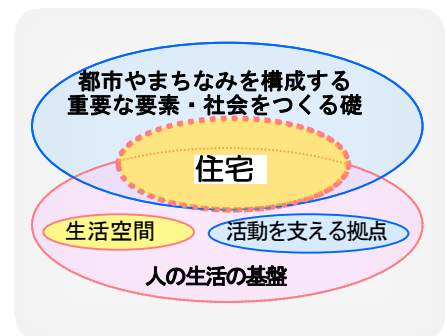 都市やまちなみを構成する
重要な要素・社会をつくる礎
住宅
生活空間
活動を支える拠点
人の生活の基盤